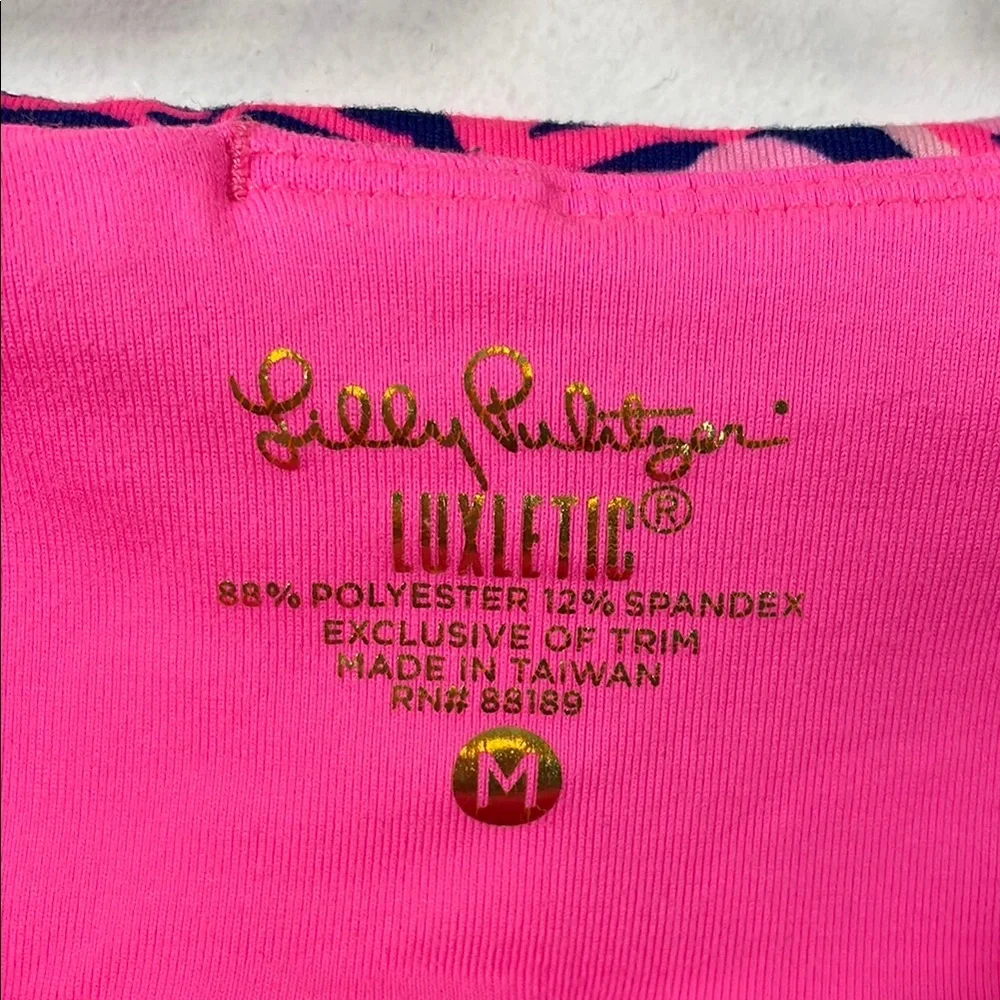 Lilly Pulitzer
LUXLETIC®
88% POLYESTER 12% SPANDEX
EXCLUSIVE OF TRIM
MADE IN TAIWAN
RN# 88189
M